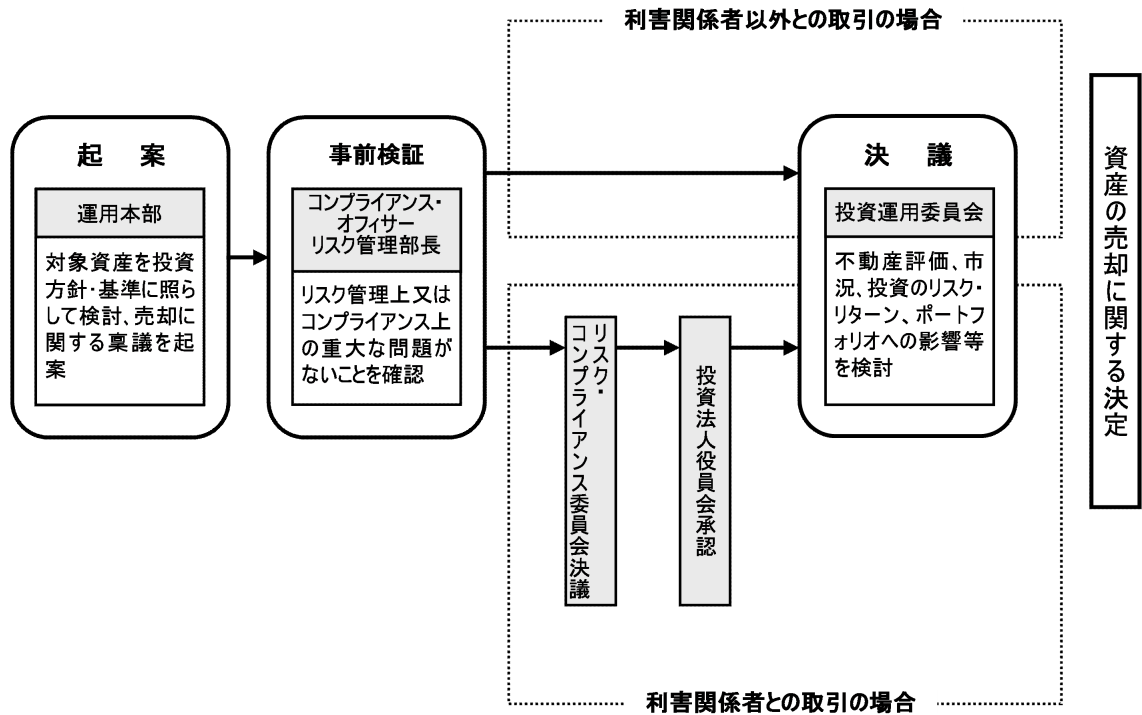 利害関係者以外との取引の場合
起 案
運用本部
対象資産を投資
方針・基準に照ら
して検討、売却に
関する稟議を起
案
事前検証
コンプライアンス・
オフィサー
リスク管理部長
リスク管理上又は
コンプライアンス上
の重大な問題が
ないことを確認
リスク・
コンプライアンス委員会決議
投資法人役員会承認
決 議
投資運用委員会
不動産評価、市
況、投資のリスク・
リターン、ポートフ
ォリオへの影響等
を検討
資産の売却に関する決定
利害関係者との取引の場合